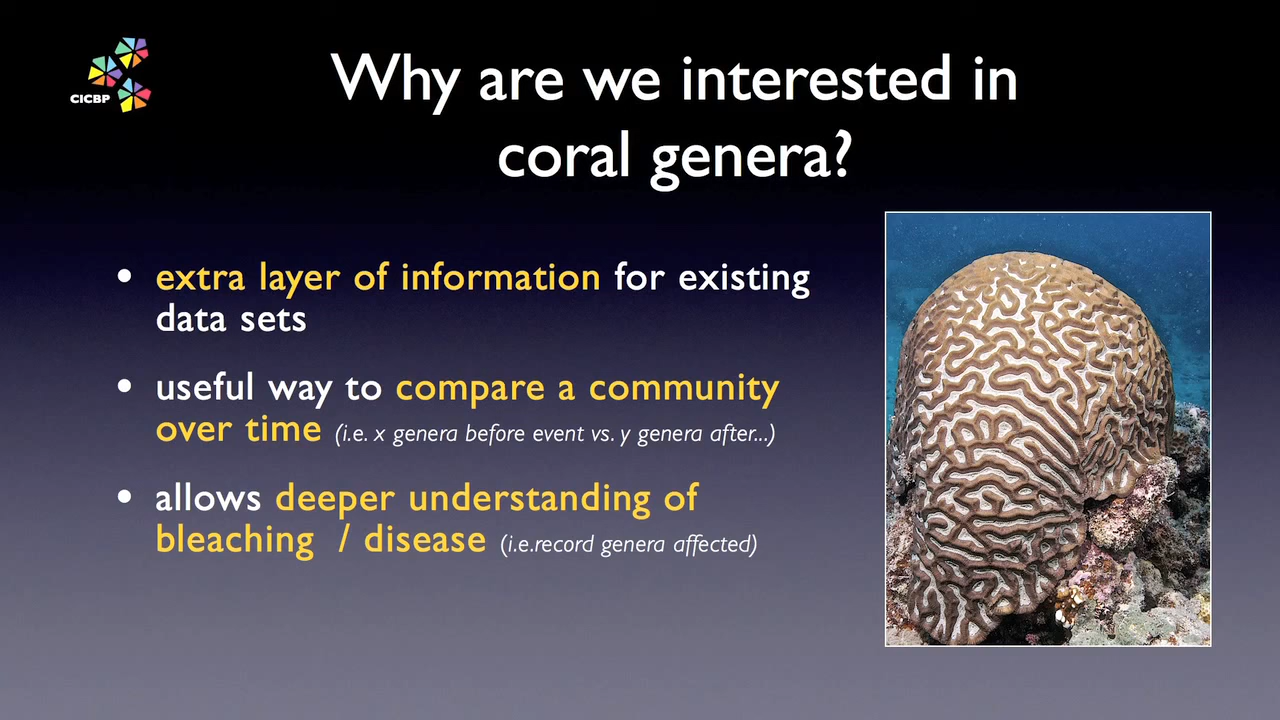 CICBP
Why are we interested in
coral genera?
• extra layer of information for existing
data sets
• useful way to compare a community
over time (i.e. x genera before event vs. y genera after...)
• allows deeper understanding of
bleaching / disease (i.e.record genera affected)